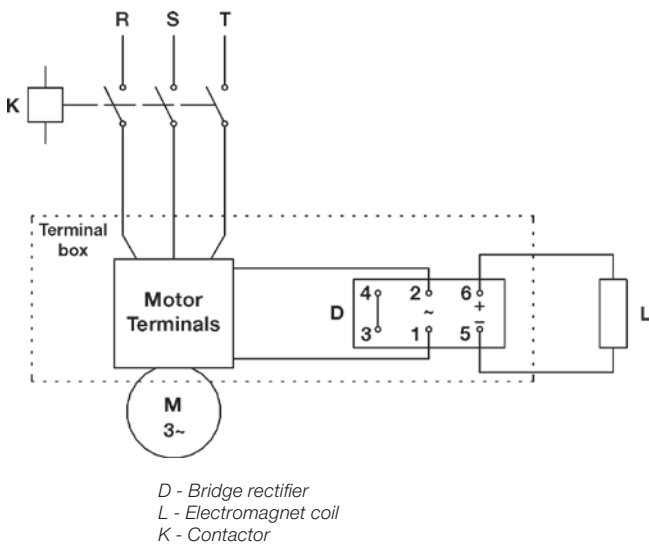 R S T
K
Terminal
box
Motor
Terminals
D
4 2 6
~ +
3 1 – 5
L
M
3~
D - Bridge rectifier
L - Electromagnet coil
K - Contactor